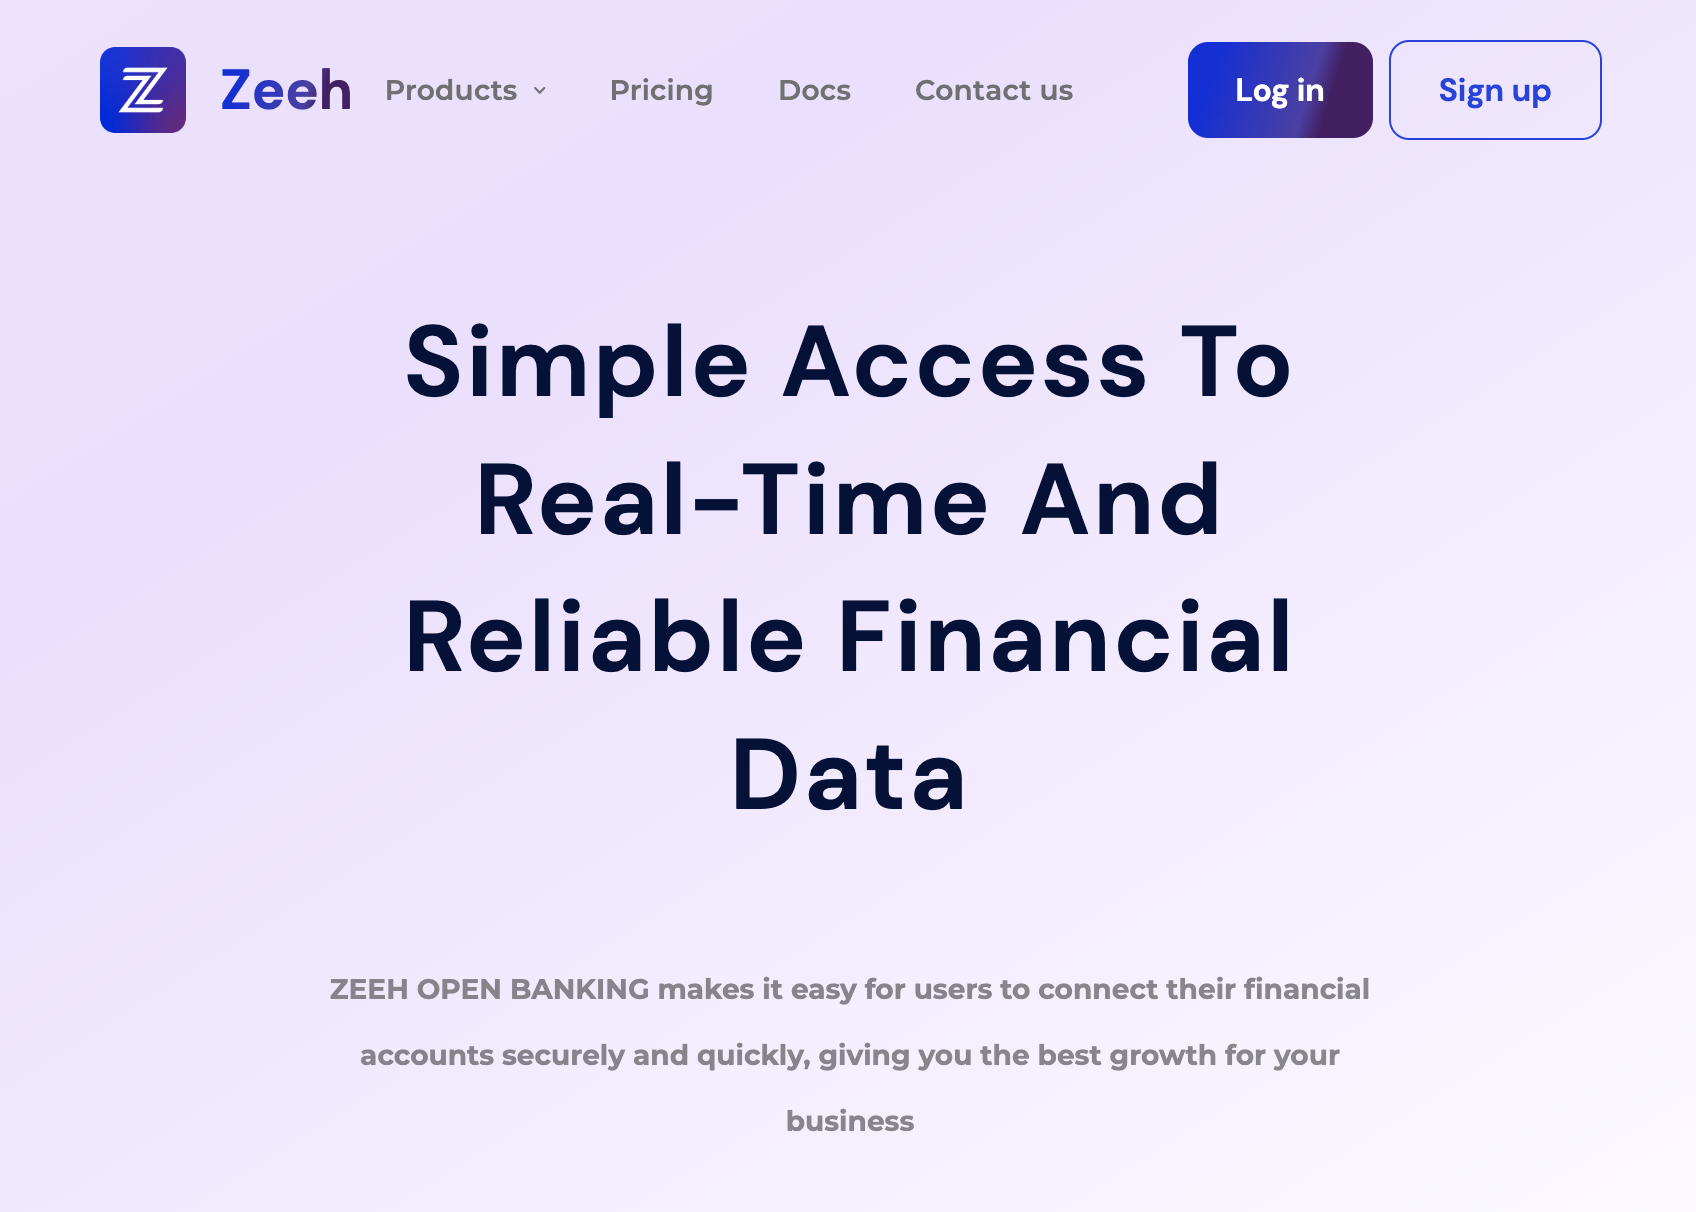 Zeeh
Products
Pricing
Docs
Contact us
Log in
Sign up
Simple Access To
Real-Time And
Reliable Financial
Data
ZEEH OPEN BANKING makes it easy for users to connect their financial
accounts securely and quickly, giving you the best growth for your
business